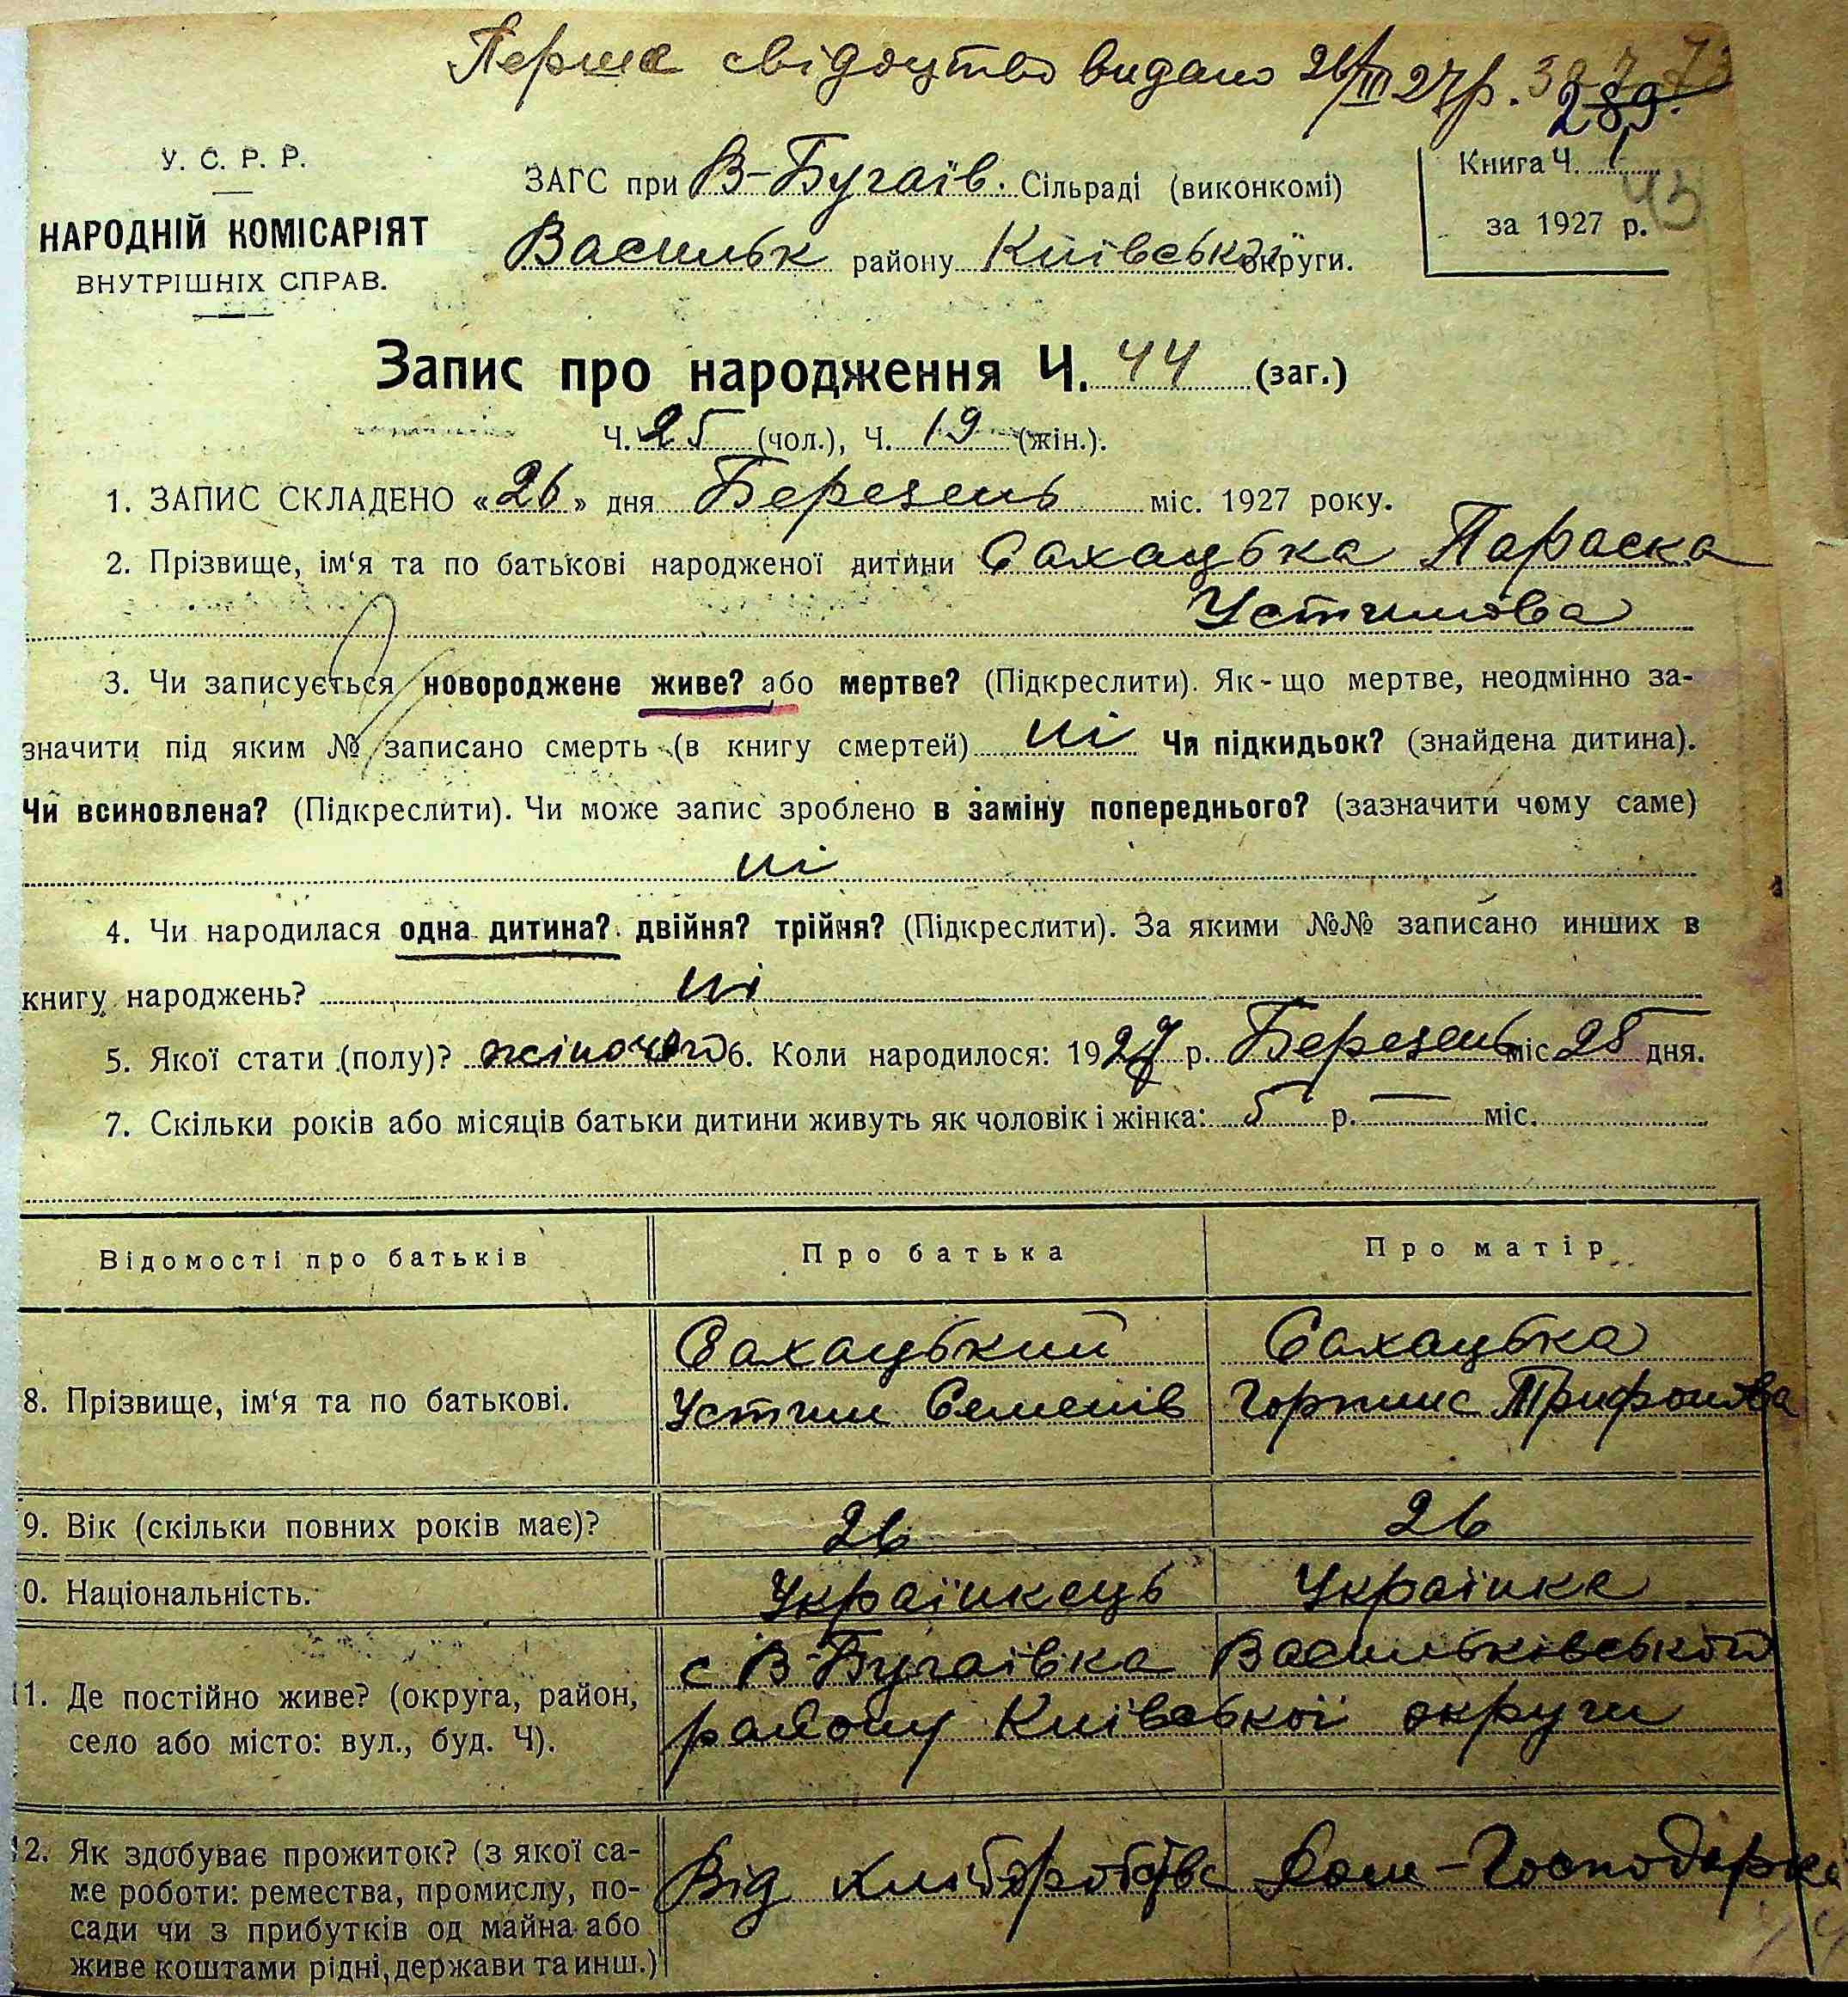 Перше свідоцтво видано 26/III 27р.
289.
У. С. Р. Р.
НАРОДНІЙ КОМІСАРІЯТ
ВНУТРІШНІХ СПРАВ.
ЗАГС при В-Бугаїв. Сільраді (виконкомі)
Васильк району Київської округи.
Книга Ч. 1
43
за 1927 р.
Запис про народження Ч. 44 (заг.)
Ч. 25 (чол.), Ч. 19 (жін.).
1. ЗАПИС СКЛАДЕНО «26» дня Березень міс. 1927 року.
2. Прізвище, ім‘я та по батькові народженої дитини Сахацька Параска
Устимова
3. Чи записується новороджене живе? або мертве? (Підкреслити). Як-що мертве, неодмінно за-
значити під яким № записано смерть (в книгу смертей) ні Чи підкидьок? (знайдена дитина).
Чи всиновлена? (Підкреслити). Чи може запис зроблено в заміну попереднього? (зазначити чому саме)
ні
4. Чи народилася одна дитина? двійня? трійня? (Підкреслити). За якими №№ записано инших в
книгу народжень? ні
5. Якої стати (полу)? жіночого 6. Коли народилося: 1927 р. Березень міс. 25 дня.
7. Скільки років або місяців батьки дитини живуть як чоловік і жінка: 5 р. — міс.
Відомості про батьків Про батька Про матір
Сахацький Сахацька
8. Прізвище, ім‘я та по батькові. Устим Семенів Горпина Трифонова
9. Вік (скільки повних років має)? 26 26
0. Національність. Українкець Українка
с В-Бугаївка Васильковського
11. Де постійно живе? (округа, район,
району Київської округи
село або місто: вул., буд. Ч).
12. Як здобуває прожиток? (з якої са-
Від хліборобства Дом-Господарка
ме роботи: ремества, промислу, по-
сади чи з прибутків од майна або
живе коштами рідні, держави та инш.)